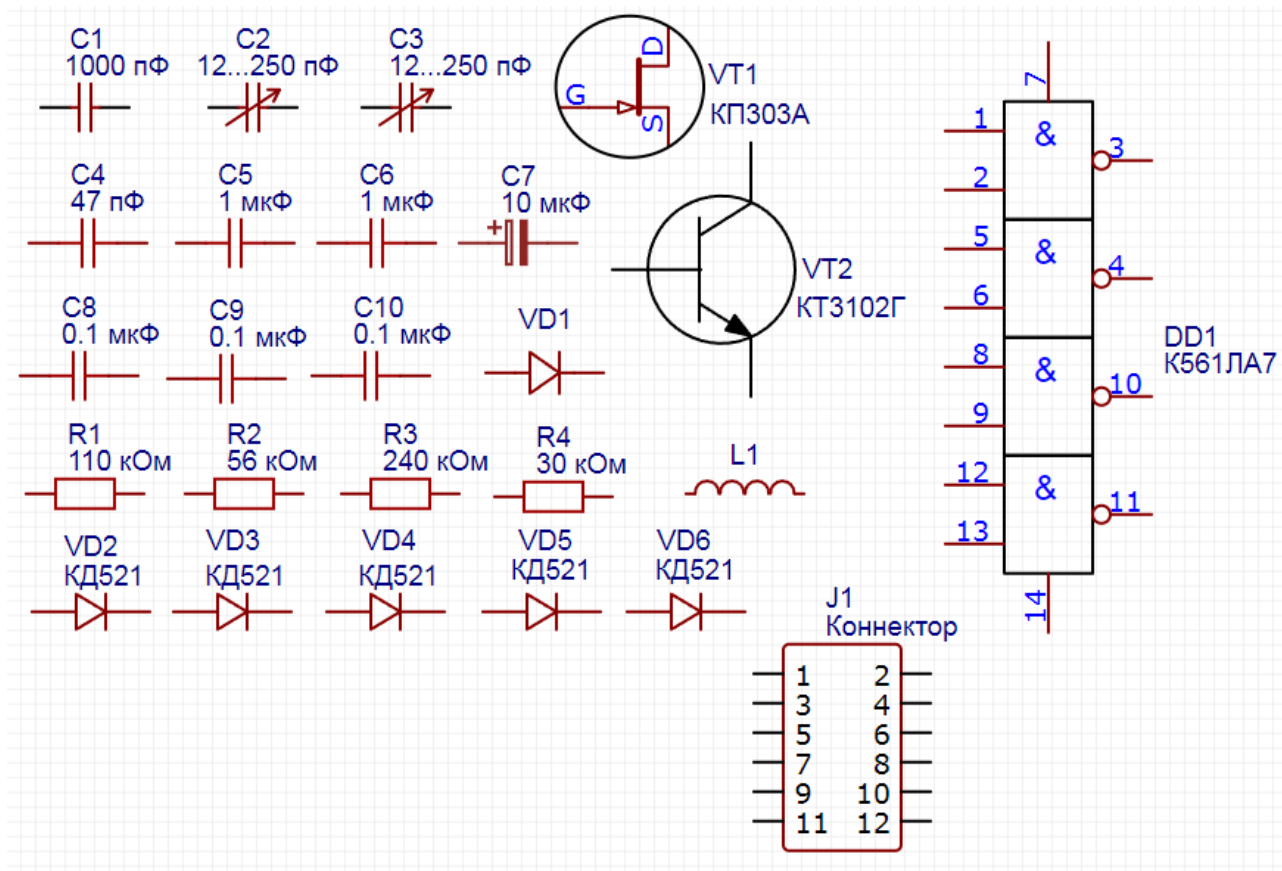 C1
1000 пФ
C2
12...250 пФ
C3
12...250 пФ
D
G
S
VT1
КП303А
7
1
&
3
2
C4
47 пФ
C5
1 мкФ
C6
1 мкФ
C7
10 мкФ
+
5
&
4
6
VT2
КТ3102Г
C8
0.1 мкФ
C9
0.1 мкФ
C10
0.1 мкФ
VD1
8
&
10
9
DD1
К561ЛА7
R1
110 кОм
R2
56 кОм
R3
240 кОм
R4
30 кОм
L1
12
&
11
13
14
VD2
КД521
VD3
КД521
VD4
КД521
VD5
КД521
VD6
КД521
J1
Коннектор
1 2
3 4
5 6
7 8
9 10
11 12